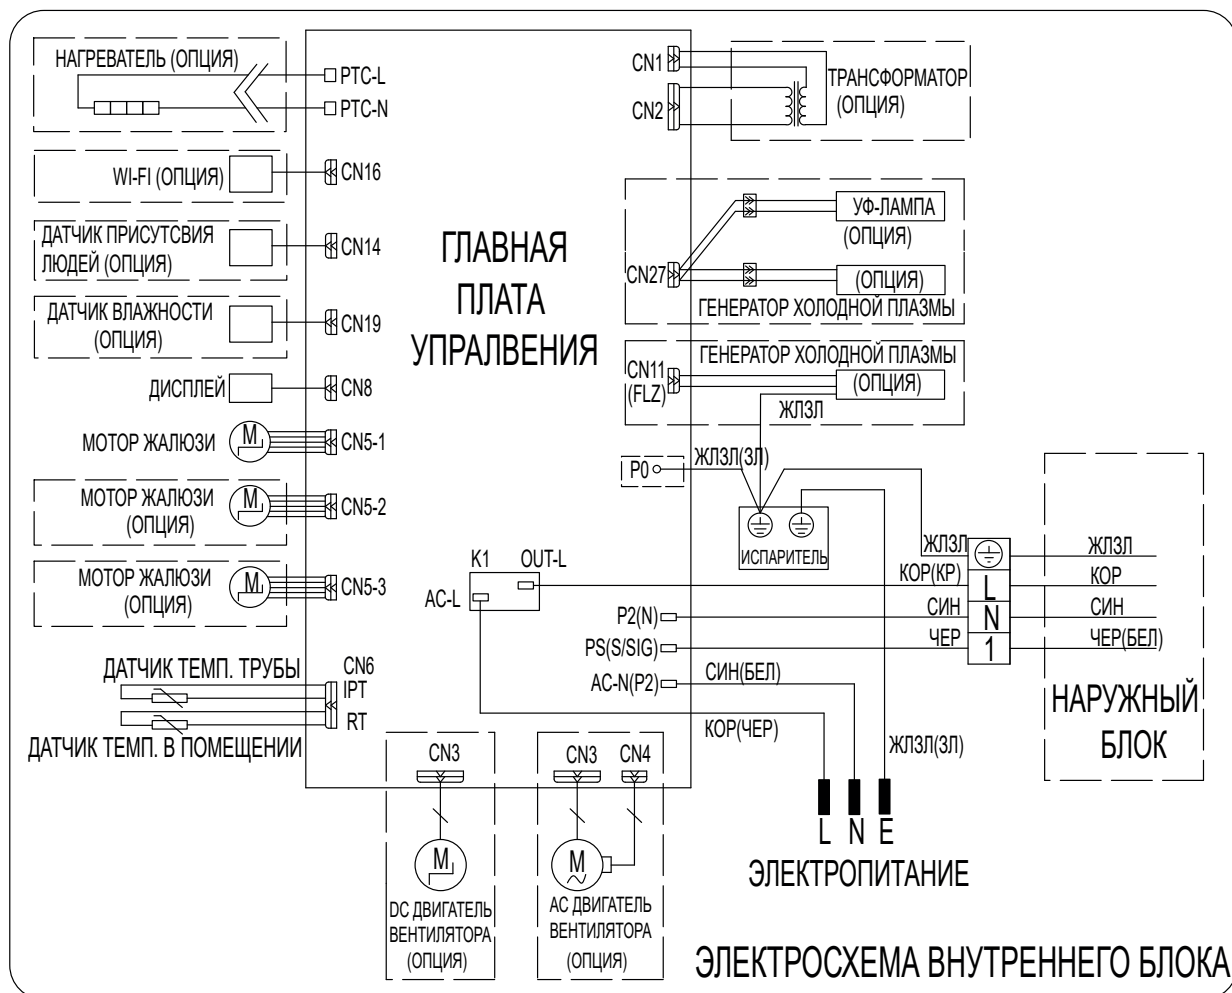 НАГРЕВАТЕЛЬ (ОПЦИЯ)
PTC-L
PTC-N
WI-FI (ОПЦИЯ)
CN16
ДАТЧИК ПРИСУТСВИЯ
ЛЮДЕЙ (ОПЦИЯ)
CN14
ДАТЧИК ВЛАЖНОСТИ
(ОПЦИЯ)
CN19
ДИСПЛЕЙ
CN8
МОТОР ЖАЛЮЗИ
M
CN5-1
МОТОР ЖАЛЮЗИ
(ОПЦИЯ)
M
CN5-2
МОТОР ЖАЛЮЗИ
(ОПЦИЯ)
M
CN5-3
ДАТЧИК ТЕМП. ТРУБЫ
CN6
IPT
RT
ДАТЧИК ТЕМП. В ПОМЕЩЕНИИ
ГЛАВНАЯ
ПЛАТА
УПРАЛВЕНИЯ
CN1
CN2
ТРАНСФОРМАТОР
(ОПЦИЯ)
CN27
УФ-ЛАМПА
(ОПЦИЯ)
(ОПЦИЯ)
ГЕНЕРАТОР ХОЛОДНОЙ ПЛАЗМЫ
ГЕНЕРАТОР ХОЛОДНОЙ ПЛАЗМЫ
CN11
(FLZ)
(ОПЦИЯ)
ЖЛЗЛ
P0
ЖЛЗЛ(ЗЛ)
ИСПАРИТЕЛЬ
K1
OUT-L
AC-L
P2(N)
PS(S/SIG)
AC-N(P2)
ЖЛЗЛ
КОР(КР)
СИН
ЧЕР
L
N
1
ЖЛЗЛ
КОР
СИН
ЧЕР(БЕЛ)
НАРУЖНЫЙ
БЛОК
СИН(БЕЛ)
КОР(ЧЕР)
ЖЛЗЛ(ЗЛ)
L N E
ЭЛЕКТРОПИТАНИЕ
CN3
M
DC ДВИГАТЕЛЬ
ВЕНТИЛЯТОРА
(ОПЦИЯ)
CN3
CN4
M
AC ДВИГАТЕЛЬ
ВЕНТИЛЯТОРА
(ОПЦИЯ)
ЭЛЕКТРОСХЕМА ВНУТРЕННЕГО БЛОКА